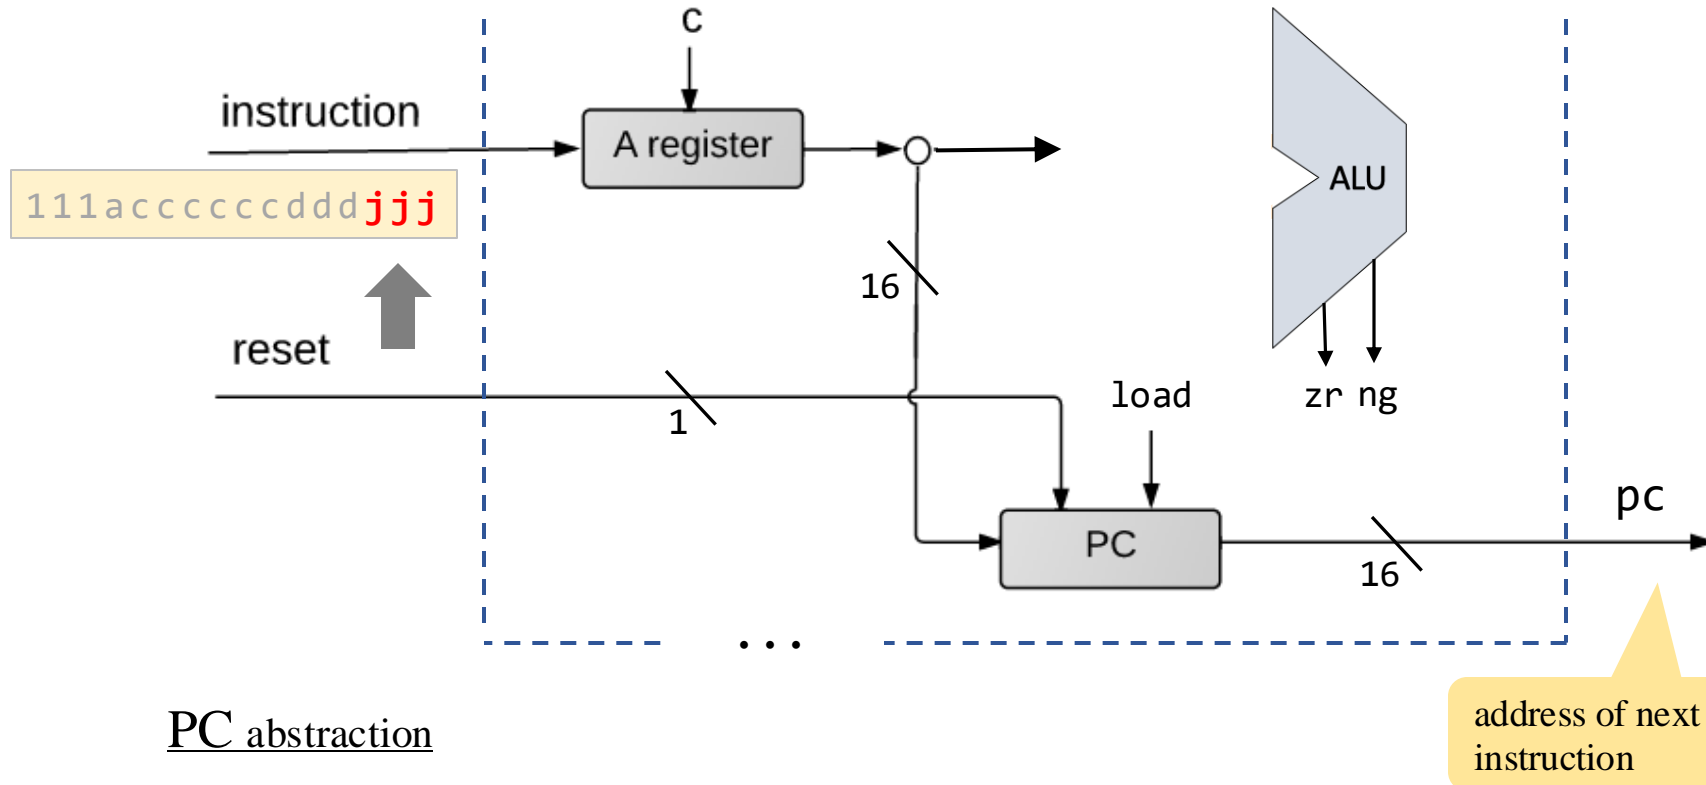 c
instruction
A register
111accccccdddjjj
ALU
16
reset
1
load
zr ng
pc
PC
16
...
PC abstraction
address of next
instruction